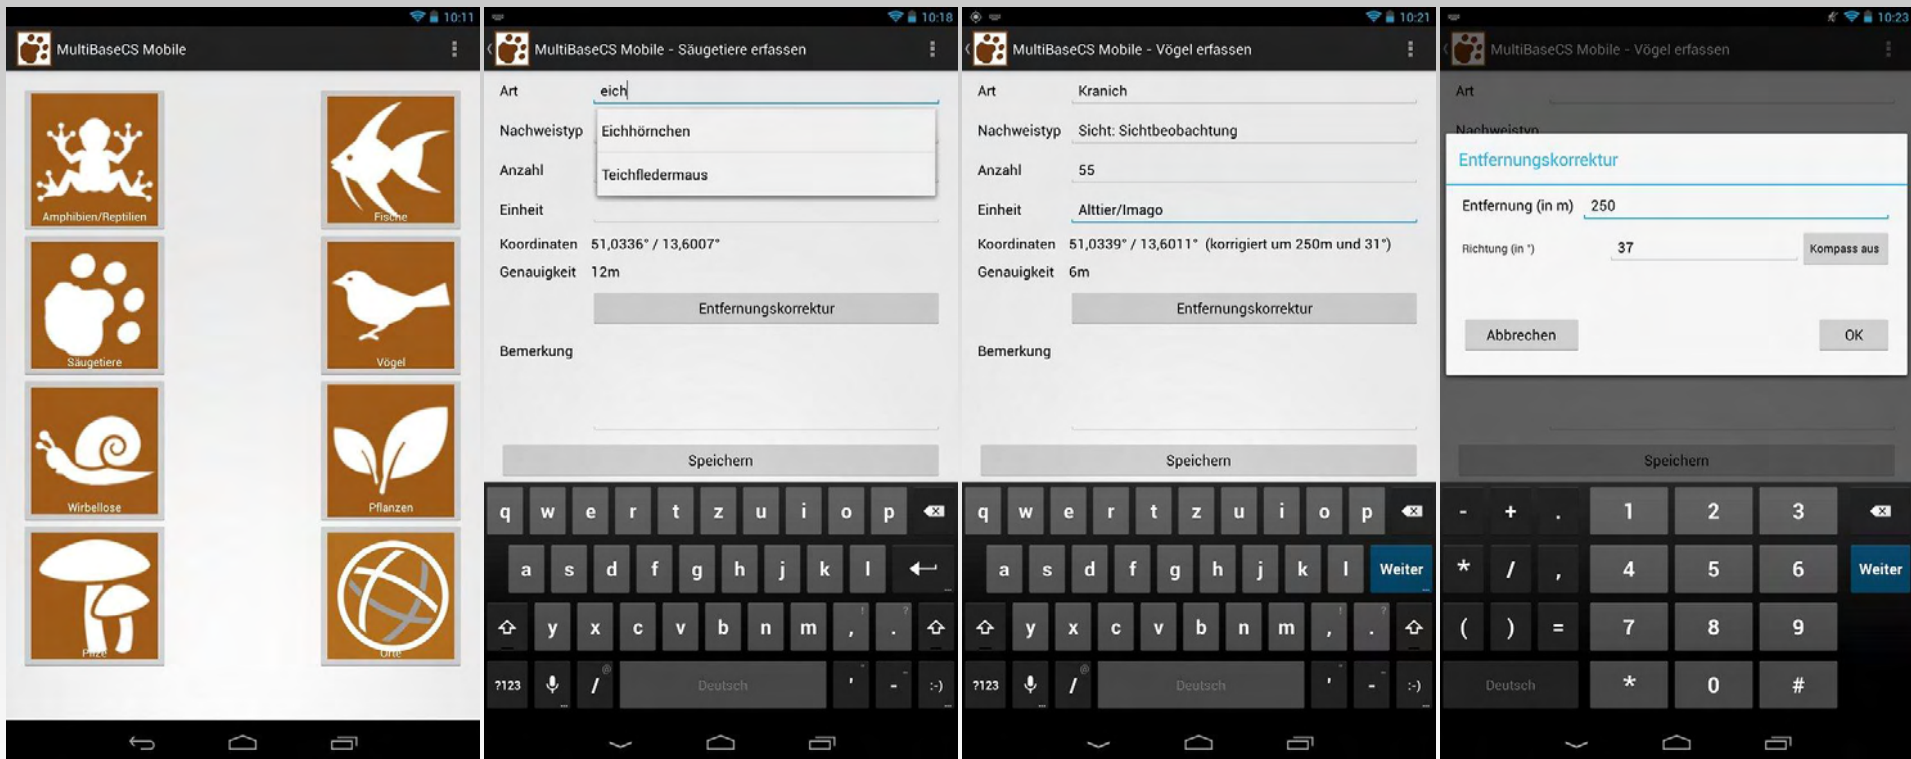 10:11
MultiBaseCS Mobile
Amphibien/Reptilien
Fische
Säugetiere
Vögel
Wirbellose
Pflanzen
Pilze
Orte
10:18
MultiBaseCS Mobile - Säugetiere erfassen
Art eich
Nachweistyp Eichhörnchen
Anzahl Teichfledermaus
Einheit
Koordinaten 51,0336° / 13,6007°
Genauigkeit 12m
Entfernungskorrektur
Bemerkung
Speichern
q w e r t z u i o p
a s d f g h j k l
y x c v b n m , ! . ?
?123 / @ Deutsch ' " - _ :-)
10:21
MultiBaseCS Mobile - Vögel erfassen
Art Kranich
Nachweistyp Sicht: Sichtbeobachtung
Anzahl 55
Einheit Alttier/Imago
Koordinaten 51,0339° / 13,6011° (korrigiert um 250m und 31°)
Genauigkeit 6m
Entfernungskorrektur
Bemerkung
Speichern
q w e r t z u i o p
a s d f g h j k l Weiter
y x c v b n m , ! . ?
?123 / @ Deutsch ' " - _ :-)
10:23
MultiBaseCS Mobile - Vögel erfassen
Art
Nachweistyp
Entfernungskorrektur
Entfernung (in m) 250
Richtung (in °) 37 Kompass aus
Abbrechen OK
Speichern
- + . 1 2 3
* / , 4 5 6 Weiter
( ) = 7 8 9
Deutsch * 0 #